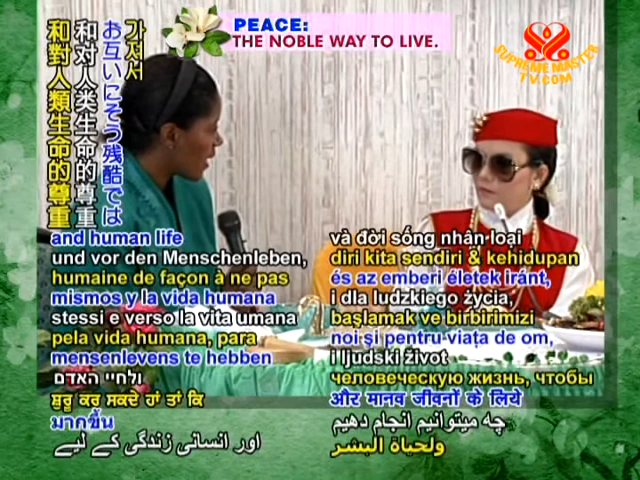 PEACE:
THE NOBLE WAY TO LIVE.
SUPREME MASTER
TV.COM
가져서
お互いにそう残酷では
和对人类生命的尊重
和對人類生命的尊重
and human life
und vor den Menschenleben,
humaine de façon à ne pas
mismos y la vida humana
stessi e verso la vita umana
pela vida humana, para
mensenlevens te hebben
ולחיי האדם
ਸ਼ੁਰੂ ਕਰ ਸਕਦੇ ਹਾਂ ਤਾਂ ਕਿ
มากขึ้น
اور انسانی زندگی کے لیے
và đời sống nhân loại
diri kita sendiri & kehidupan
és az emberi életek iránt,
i dla ludzkiego życia,
başlamak ve birbirimizi
noi şi pentru viaţa de om,
i ljudski život
человеческую жизнь, чтобы
और मानव जीवनों के लिये
چه میتوانیم انجام دهیم
ولحياة البشر